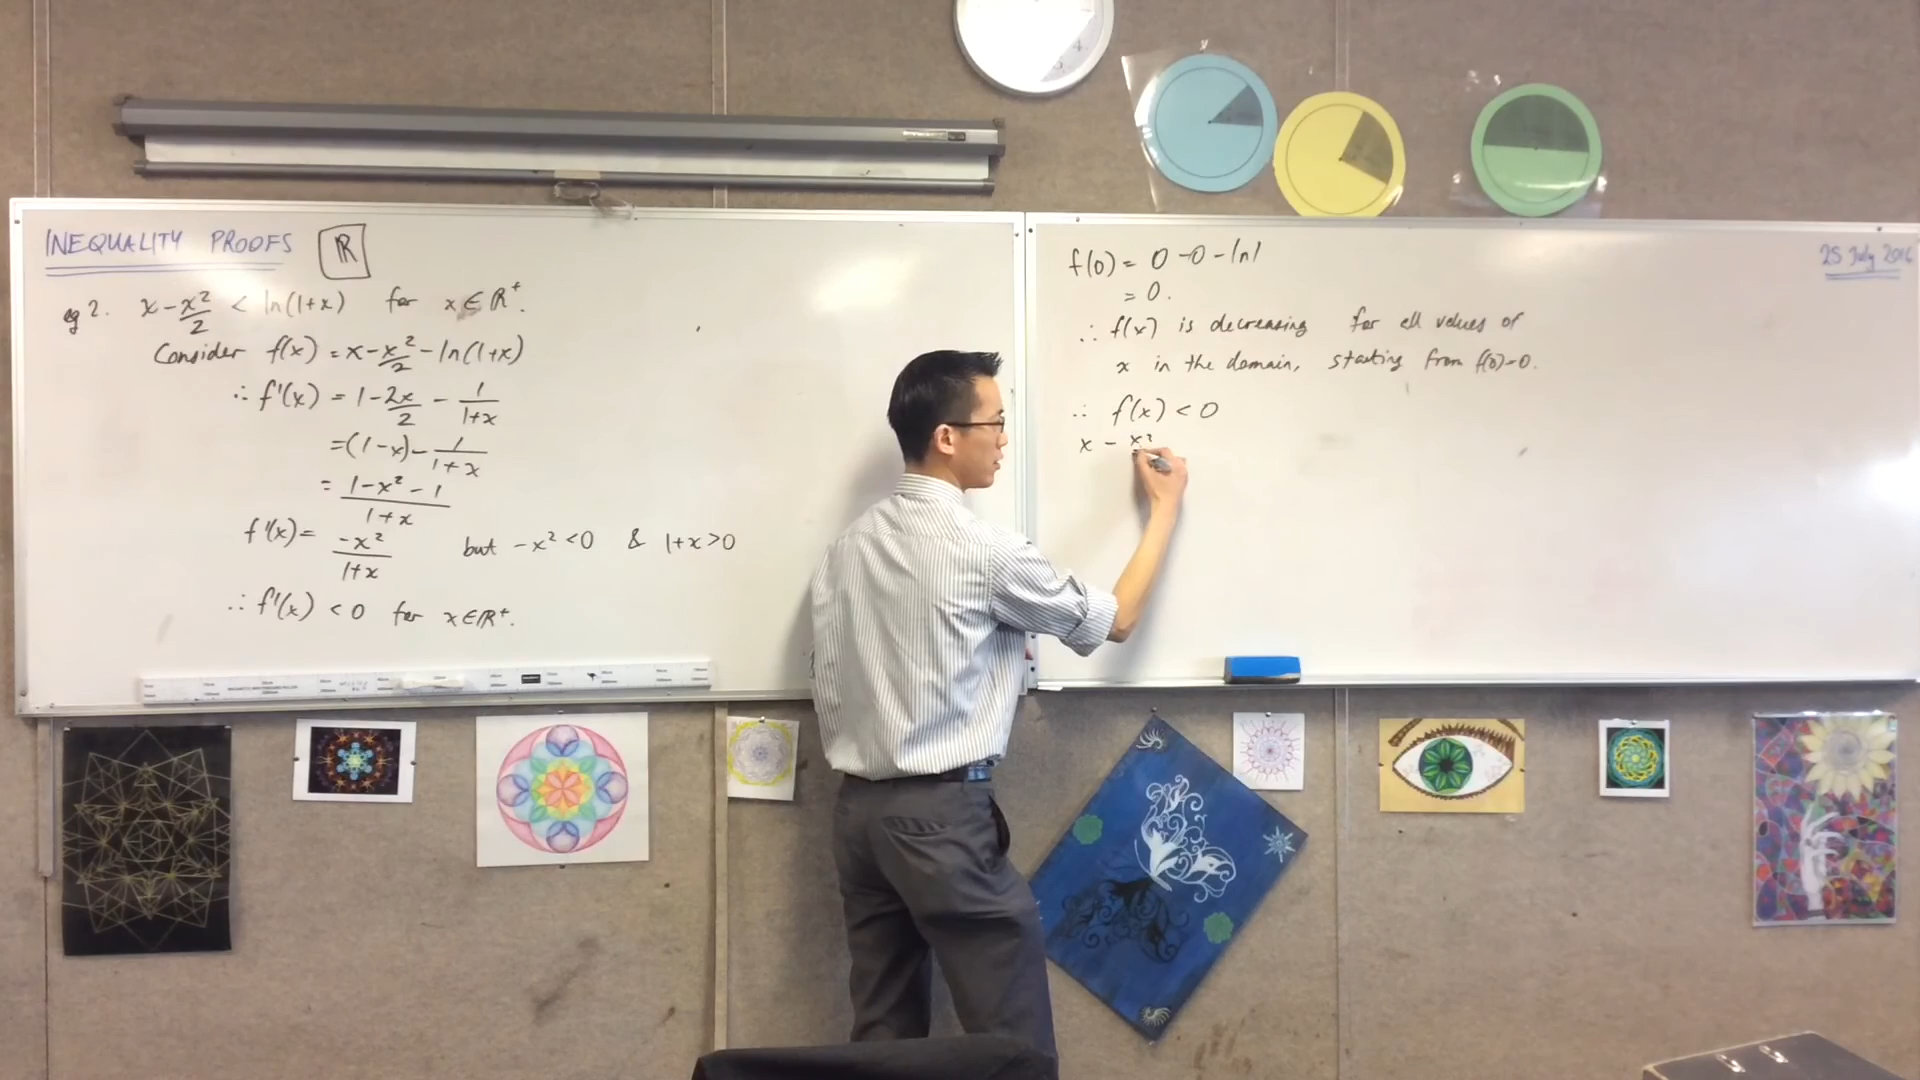 INEQUALITY PROOFS ℝ
eg 2. x - x²/2 < ln(1+x) for x ∈ ℝ⁺.
Consider f(x) = x - x²/2 - ln(1+x)
∴ f'(x) = 1 - 2x/2 - 1/(1+x)
= (1-x) - 1/(1+x)
= (1-x²-1)/(1+x)
f'(x) = -x²/(1+x) but -x² < 0 & 1+x > 0
∴ f'(x) < 0 for x ∈ ℝ⁺.
25 July 2016
f(0) = 0 - 0 - ln 1
= 0.
∴ f(x) is decreasing for all values of
x in the domain, starting from f(0)=0.
∴ f(x) < 0
x - x²